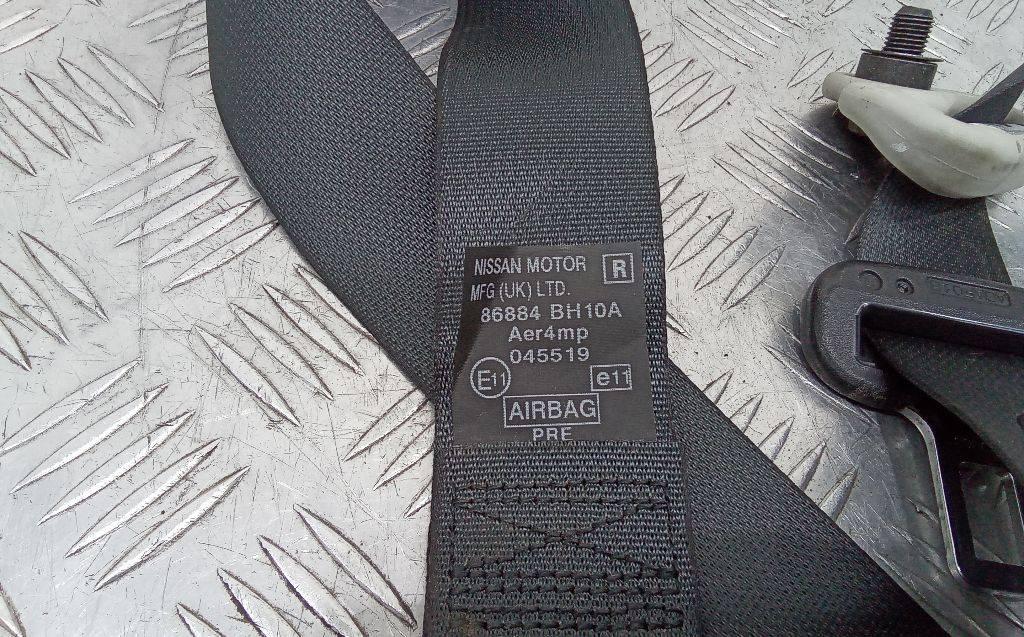 NISSAN MOTOR R
MFG (UK) LTD.
86884 BH10A
Aer4mp
045519
E11 e11
AIRBAG
PRE